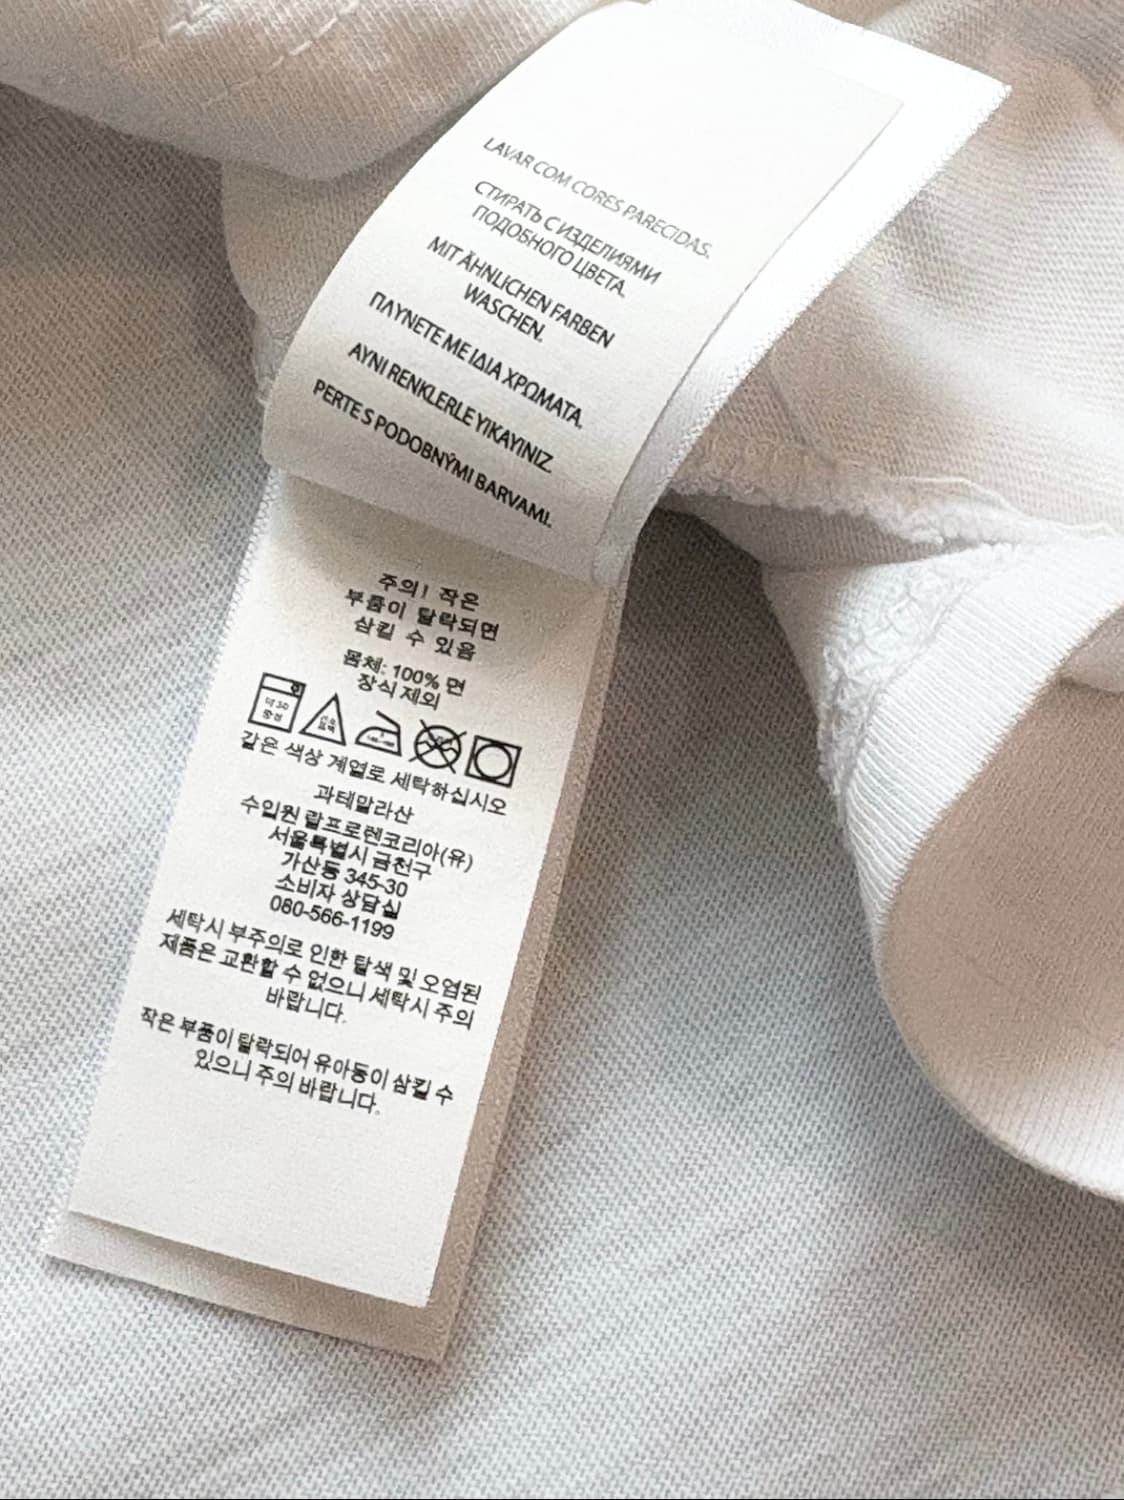 LAVAR COM CORES PARECIDAS.
СТИРАТЬ С ИЗДЕЛИЯМИ
ПОДОБНОГО ЦВЕТА.
MIT ÄHNLICHEN FARBEN
WASCHEN.
ΠΛΥΝΕΤΕ ΜΕ ΙΔΙΑ ΧΡΩΜΑΤΑ.
AYNI RENKLERLE YIKAYINIZ.
PERTE S PODOBNÝMI BARVAMI.
주의! 작은
부품이 탈락되면
삼킬 수 있음
몸체: 100% 면
장식 제외
같은 색상 계열로 세탁하십시오
과테말라산
수입원 랄프로렌코리아(유)
서울특별시 금천구
가산동 345-30
소비자 상담실
080-566-1199
세탁시 부주의로 인한 탈색 및 오염된
제품은 교환할 수 없으니 세탁시 주의
바랍니다.
작은 부품이 탈락되어 유아동이 삼킬 수
있으니 주의 바랍니다.